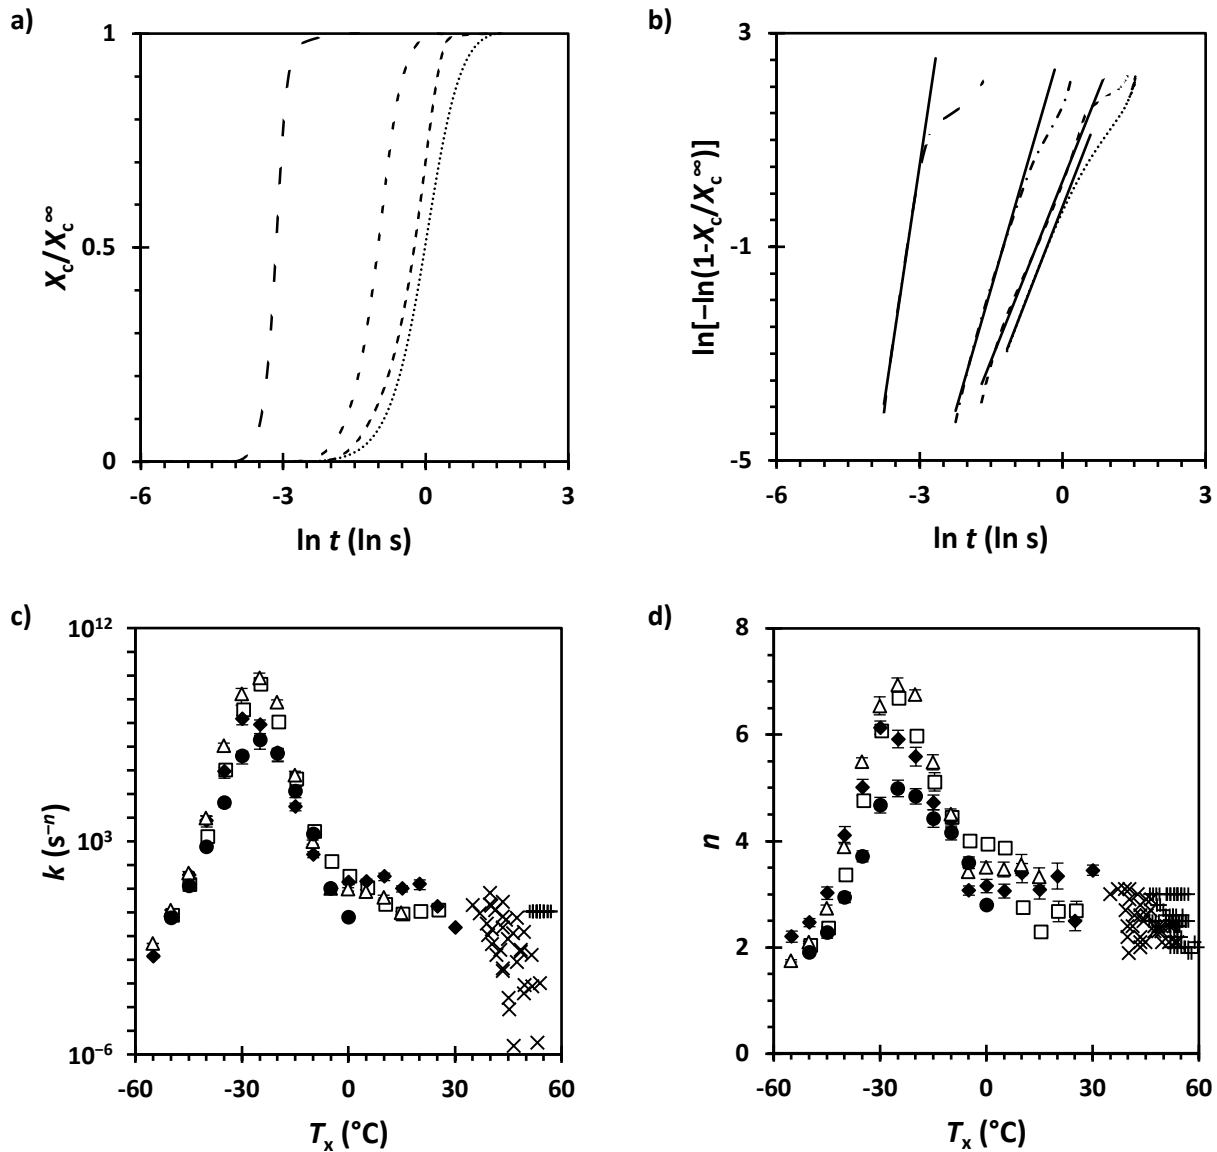 a)
1
0.5
0
-6
-3
0
3
X_c/X_c^∞
ln t (ln s)
b)
3
-1
-5
-6
-3
0
3
ln[–ln(1-X_c/X_c^∞)]
ln t (ln s)
c)
10^12
10^3
10^–6
-60
-30
0
30
60
k (s^–n)
T_x (°C)
d)
8
6
4
2
0
-60
-30
0
30
60
n
T_x (°C)